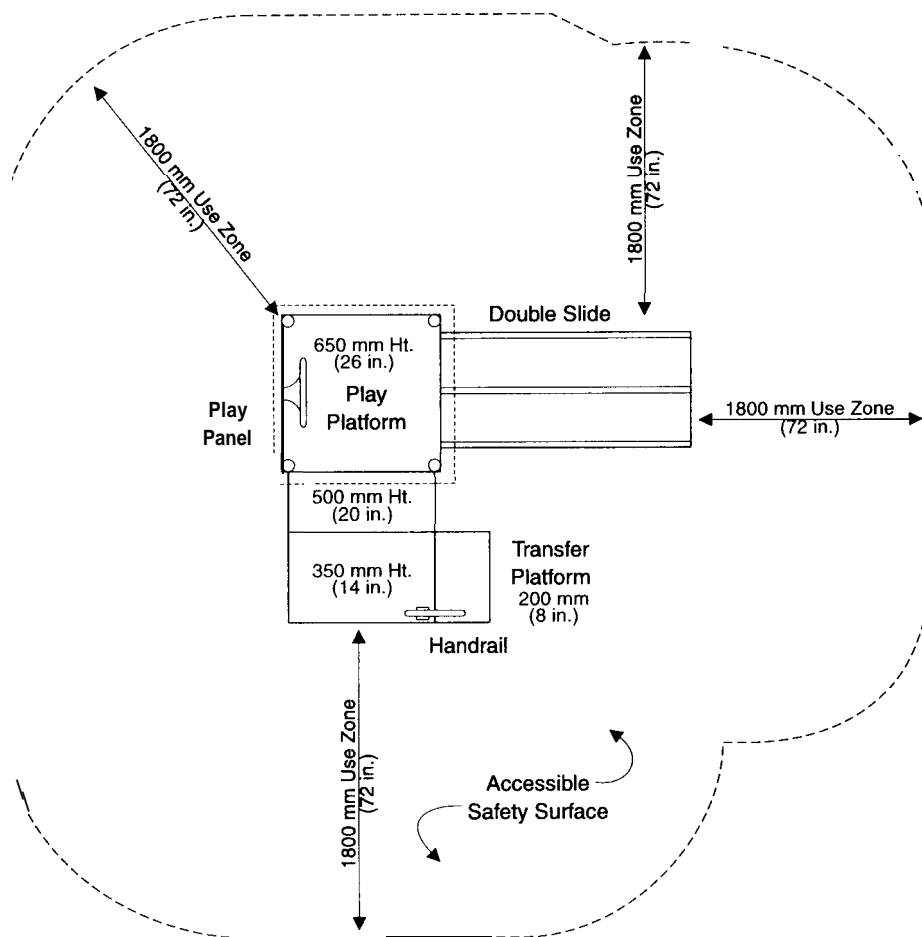 1800 mm Use Zone
(72 in.)
1800 mm Use Zone
(72 in.)
Double Slide
650 mm Ht.
(26 in.)
Play
Platform
Play
Panel
1800 mm Use Zone
(72 in.)
500 mm Ht.
(20 in.)
350 mm Ht.
(14 in.)
Transfer
Platform
200 mm
(8 in.)
Handrail
1800 mm Use Zone
(72 in.)
Accessible
Safety Surface